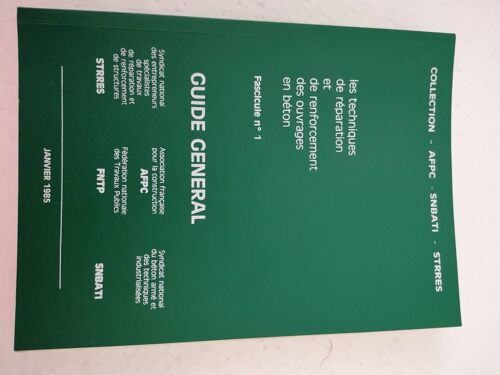 COLLECTION - AFPC - SNBATI - STRRES
les techniques
de réparation
et
de renforcement
des ouvrages
en béton
Fascicule n° 1
GUIDE GENERAL
Syndicat national
des entrepreneurs
spécialistes
de travaux
de réparation et
de renforcement
de structures
STRRES
Association française
pour la construction
AFPC
Fédération nationale
des Travaux Publics
FNTP
Syndicat national
du béton armé et
des techniques
industrialisées
SNBATI
JANVIER 1985